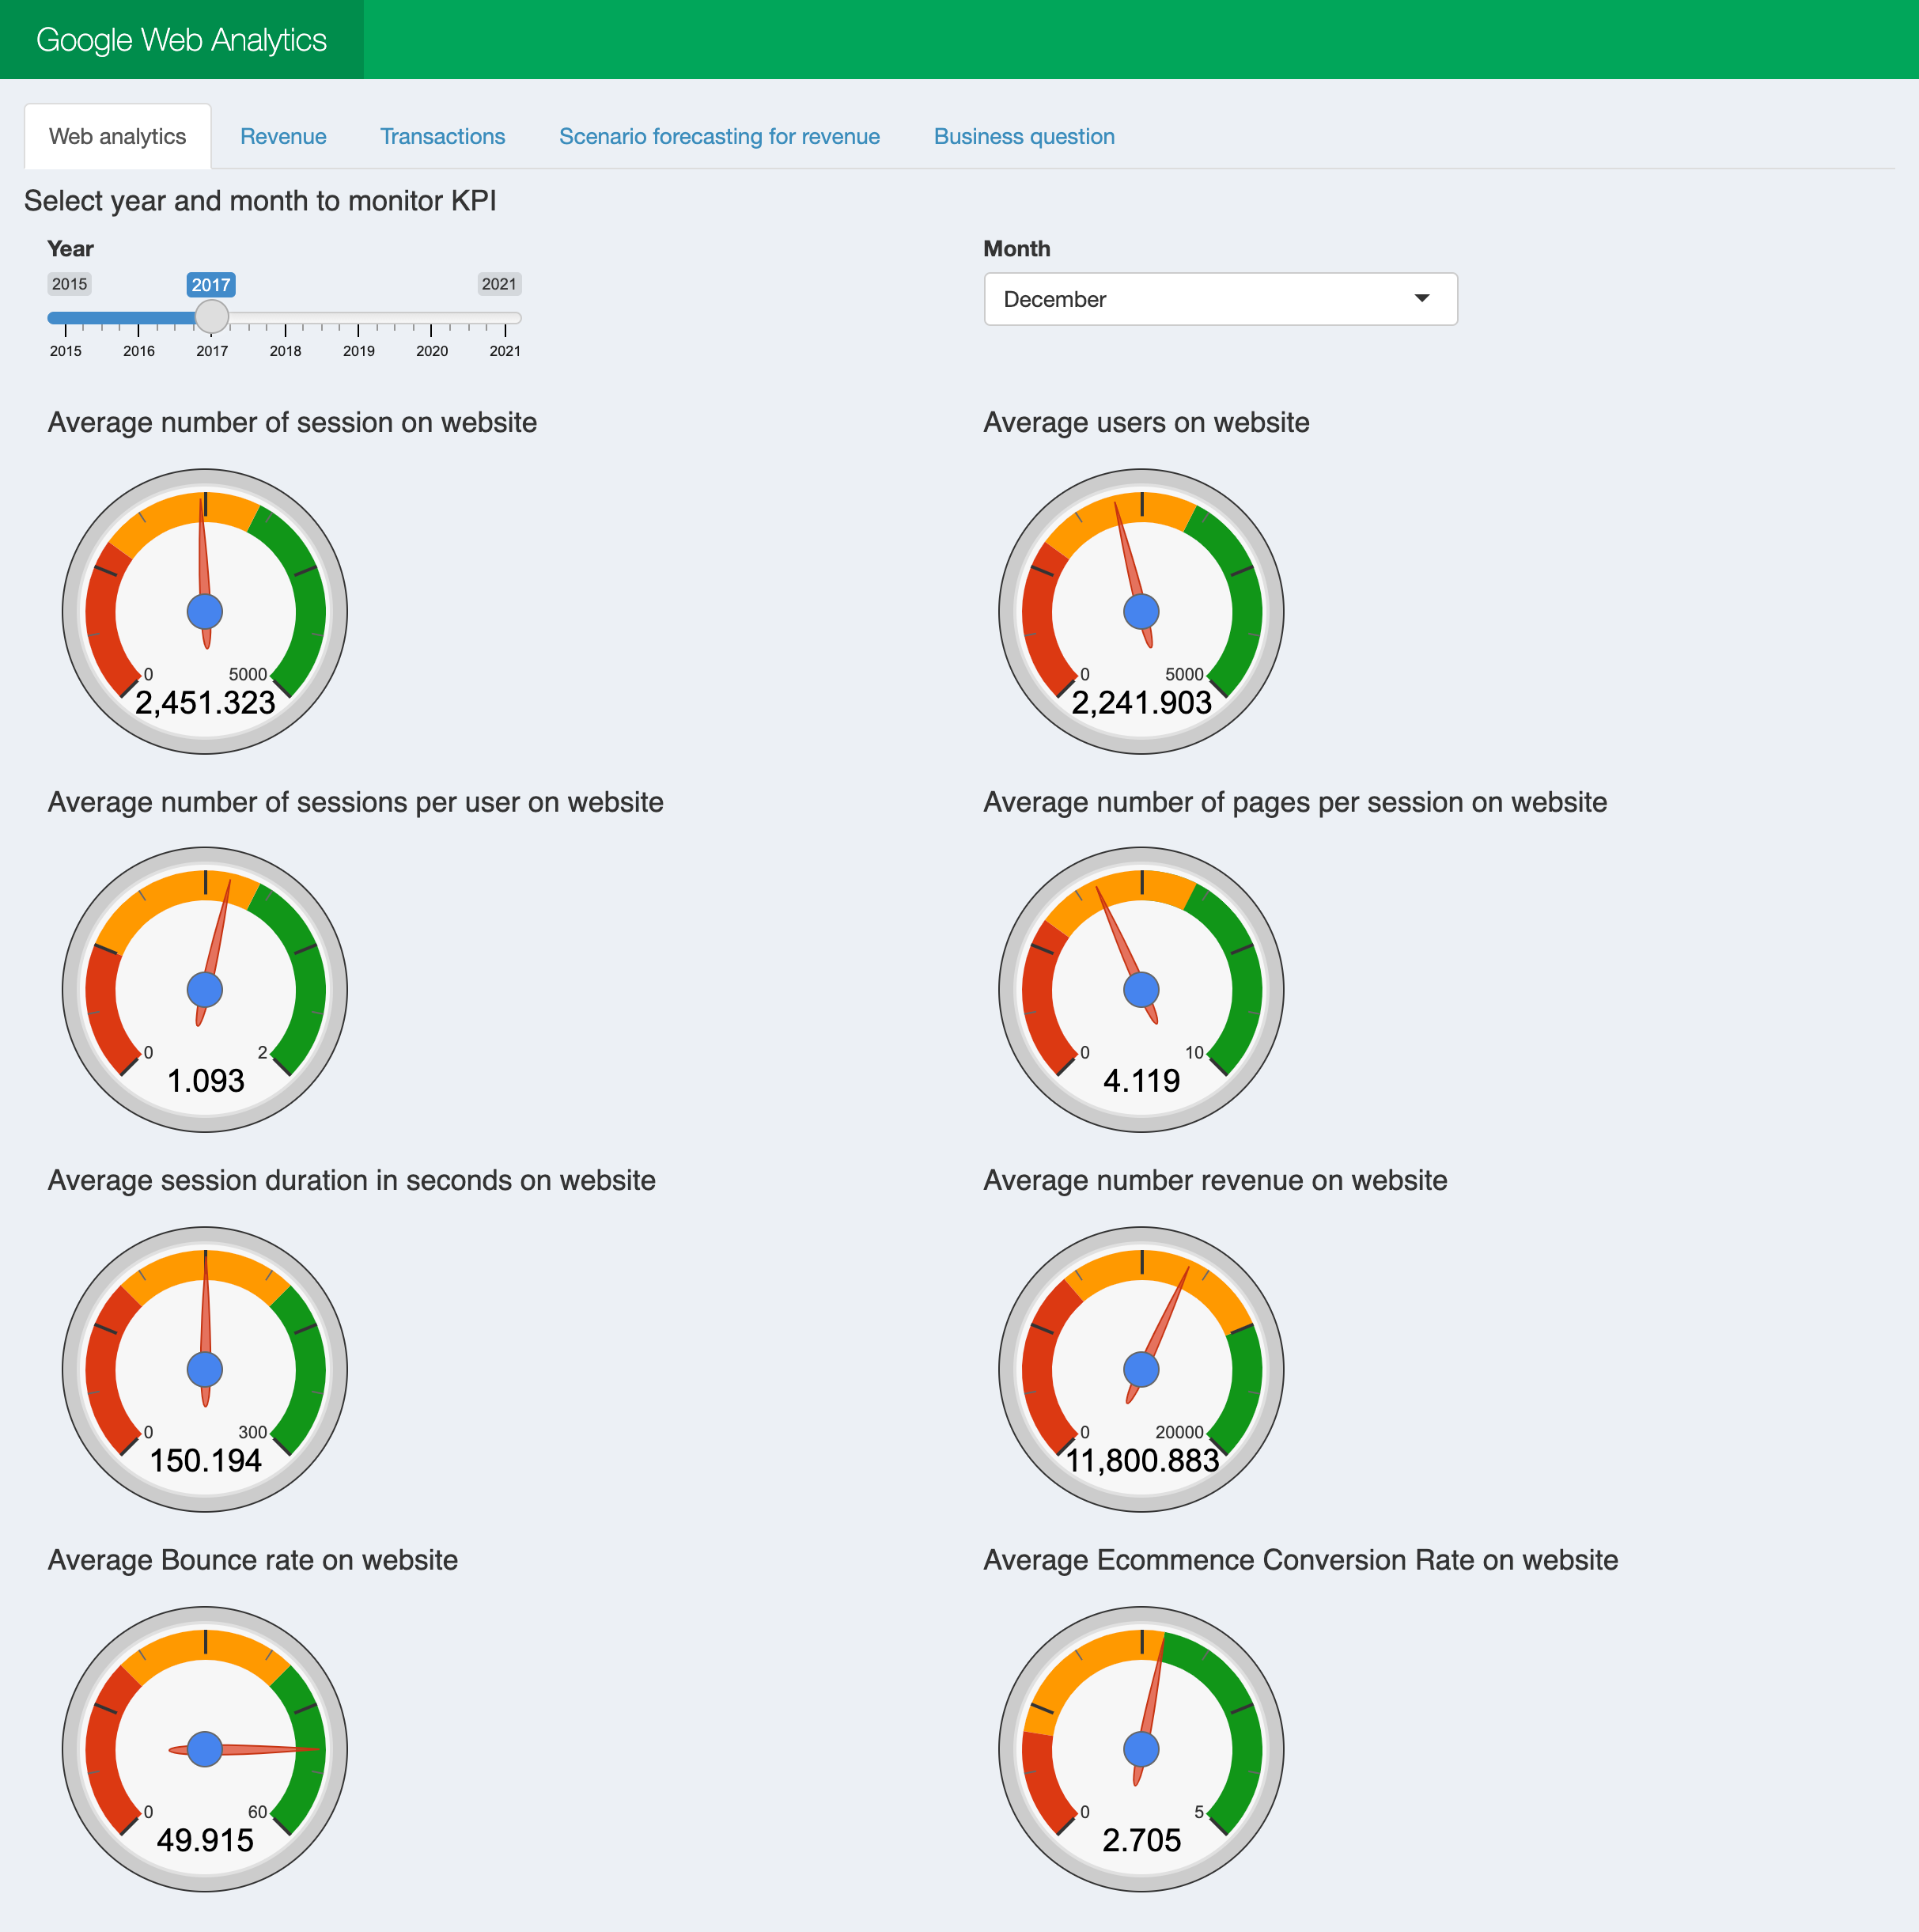 Google Web Analytics
Web analytics Revenue Transactions Scenario forecasting for revenue Business question
Select year and month to monitor KPI
Year
2015 2017 2021
2015 2016 2017 2018 2019 2020 2021
Month
December
Average number of session on website
0 5000
2,451.323
Average users on website
0 5000
2,241.903
Average number of sessions per user on website
0 2
1.093
Average number of pages per session on website
0 10
4.119
Average session duration in seconds on website
0 300
150.194
Average number revenue on website
0 20000
11,800.883
Average Bounce rate on website
0 60
49.915
Average Ecommence Conversion Rate on website
0 5
2.705